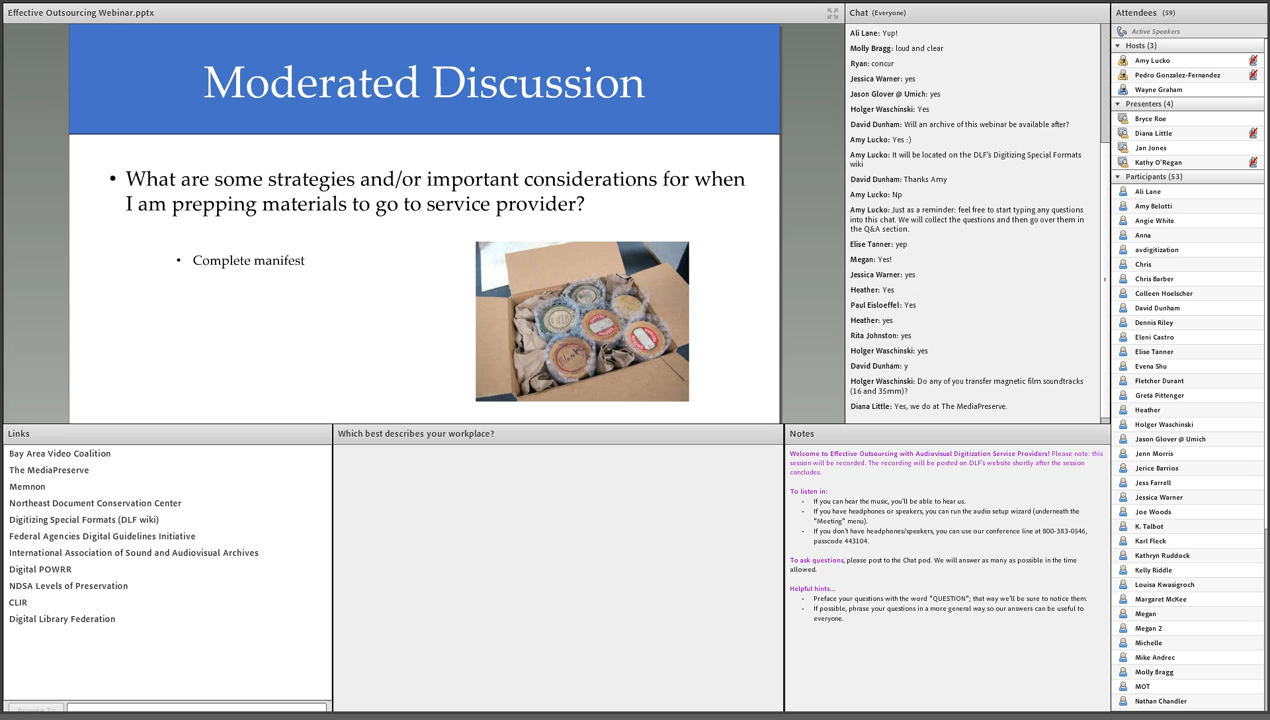 Effective Outsourcing Webinar.pptx
Moderated Discussion
• What are some strategies and/or important considerations for when
I am prepping materials to go to service provider?
• Complete manifest
Chat (Everyone)
Ali Lane: Yup!
Molly Bragg: loud and clear
Ryan: concur
Jessica Warner: yes
Jason Glover @ Umich: yes
Holger Waschinski: Yes
David Dunham: Will an archive of this webinar be available after?
Amy Lucko: Yes :)
Amy Lucko: It will be located on the DLF's Digitizing Special Formats
wiki
David Dunham: Thanks Amy
Amy Lucko: Np
Amy Lucko: Just as a reminder: feel free to start typing any questions
into this chat. We will collect the questions and then go over them in
the Q&A section.
Elise Tanner: yep
Megan: Yes!
Jessica Warner: yes
Heather: Yes
Paul Eisloeffel: Yes
Heather: yes
Rita Johnston: yes
Holger Waschinski: yes
David Dunham: y
Holger Waschinski: Do any of you transfer magnetic film soundtracks
(16 and 35mm)?
Diana Little: Yes, we do at The MediaPreserve.
Attendees (59)
Active Speakers
Hosts (3)
Amy Lucko
Pedro Gonzalez-Fernandez
Wayne Graham
Presenters (4)
Bryce Roe
Diana Little
Jan Jones
Kathy O'Regan
Participants (53)
Ali Lane
Amy Belotti
Angie White
Anna
avdigitization
Chris
Chris Barber
Colleen Hoelscher
David Dunham
Dennis Riley
Eleni Castro
Elise Tanner
Evena Shu
Fletcher Durant
Greta Pittenger
Heather
Holger Waschinski
Jason Glover @ Umich
Jenn Morris
Jerice Barrios
Jess Farrell
Jessica Warner
Joe Woods
K. Talbot
Karl Fleck
Kathryn Ruddock
Kelly Riddle
Louisa Kwasigroch
Margaret McKee
Megan
Megan 2
Michelle
Mike Andrec
Molly Bragg
MOT
Nathan Chandler
Links
Bay Area Video Coalition
The MediaPreserve
Memnon
Northeast Document Conservation Center
Digitizing Special Formats (DLF wiki)
Federal Agencies Digital Guidelines Initiative
International Association of Sound and Audiovisual Archives
Digital POWRR
NDSA Levels of Preservation
CLIR
Digital Library Federation
Browse To
Which best describes your workplace?
Notes
Welcome to Effective Outsourcing with Audiovisual Digitization Service Providers! Please note: this
session will be recorded. The recording will be posted on DLF's website shortly after the session
concludes.
To listen in:
• If you can hear the music, you'll be able to hear us.
• If you have headphones or speakers, you can run the audio setup wizard (underneath the
"Meeting" menu).
• If you don't have headphones/speakers, you can use our conference line at 800-383-0546,
passcode 443104.
To ask questions, please post to the Chat pod. We will answer as many as possible in the time
allowed.
Helpful hints...
• Preface your questions with the word "QUESTION"; that way we'll be sure to notice them.
• If possible, phrase your questions in a more general way so our answers can be useful to
everyone.